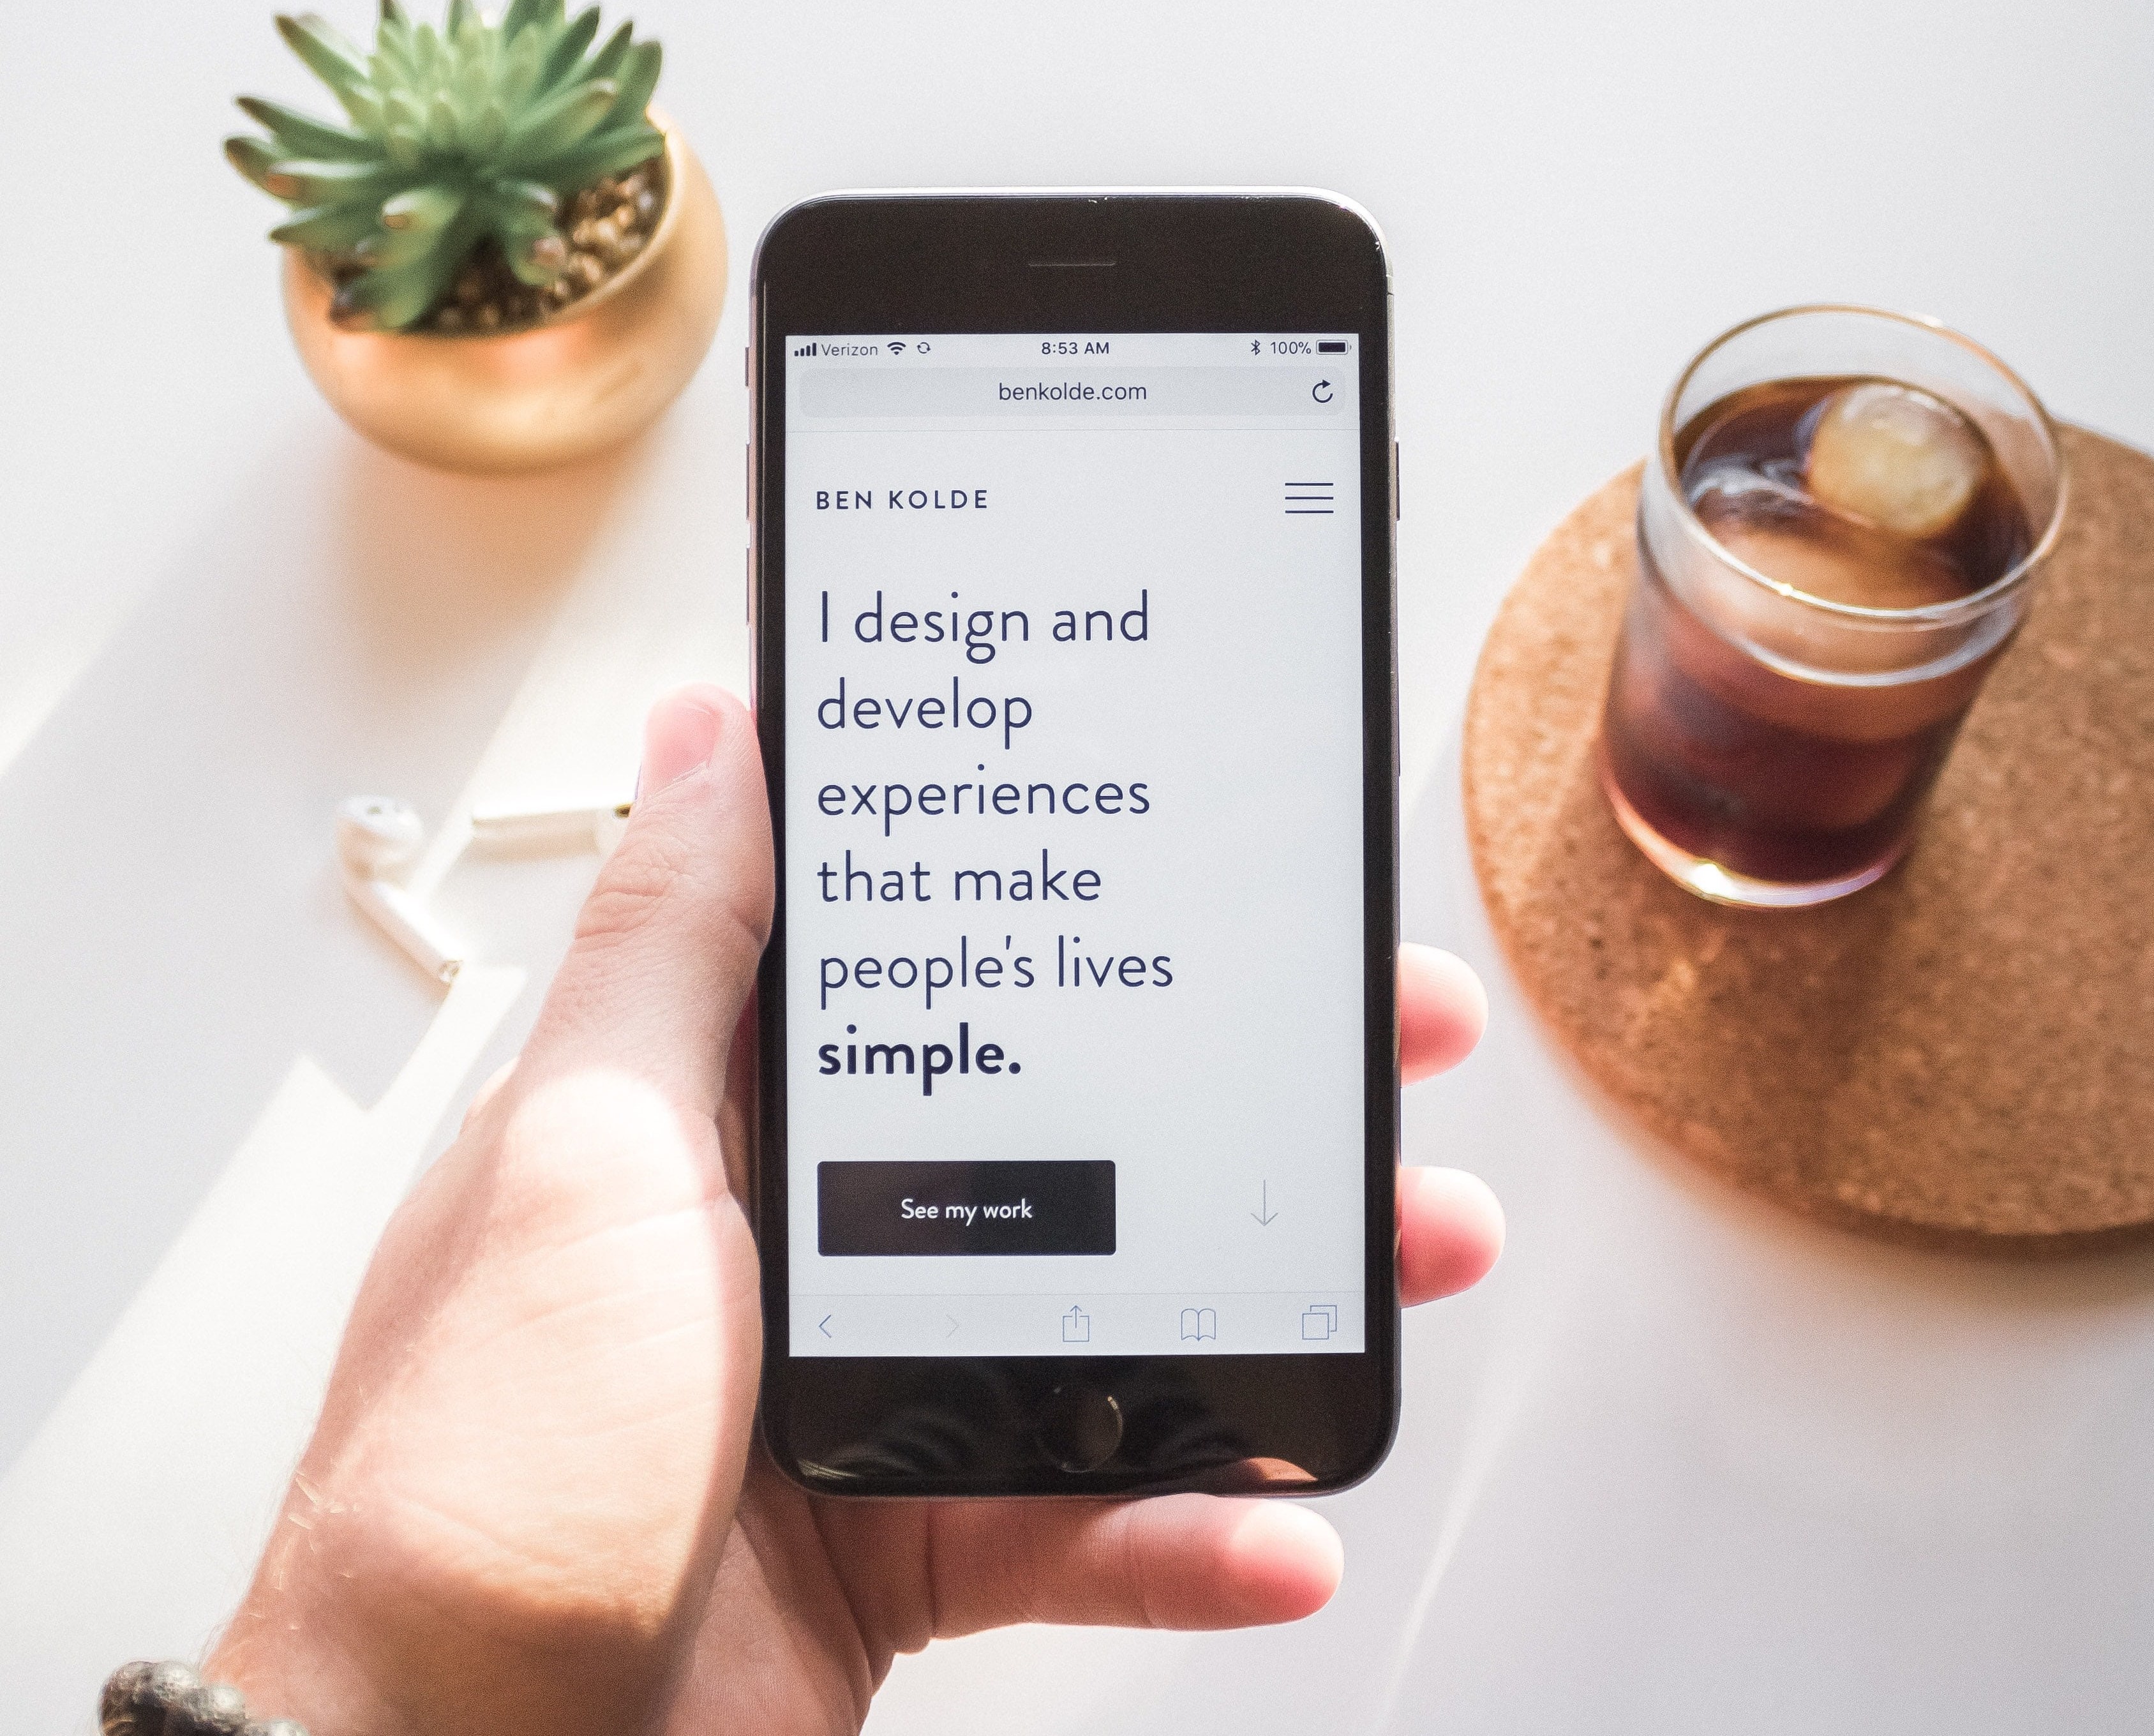 Verizon 8:53 AM 100%
benkolde.com
BEN KOLDE
I design and
develop
experiences
that make
people's lives
simple.
See my work